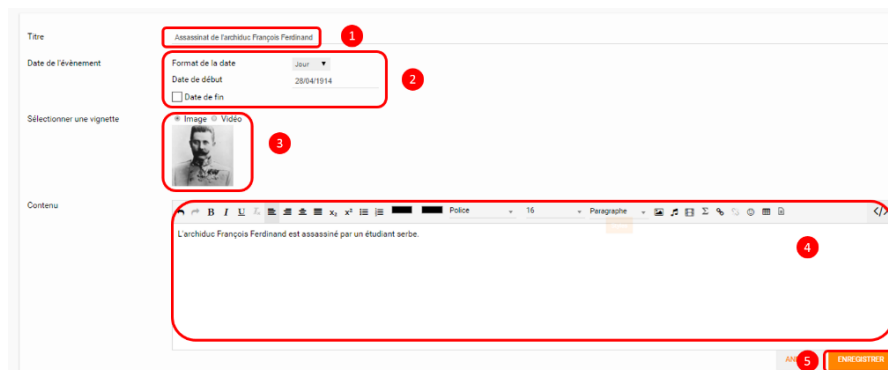 Titre
Assassinat de l'archiduc François Ferdinand
1
Date de l'évènement
Format de la date
Jour
Date de début
28/04/1914
2
Date de fin
Sélectionner une vignette
Image
Vidéo
3
Contenu
B I U x₂ x² Police 16 Paragraphe Σ </>
L'archiduc François Ferdinand est assassiné par un étudiant serbe.
4
5
ENREGISTRER